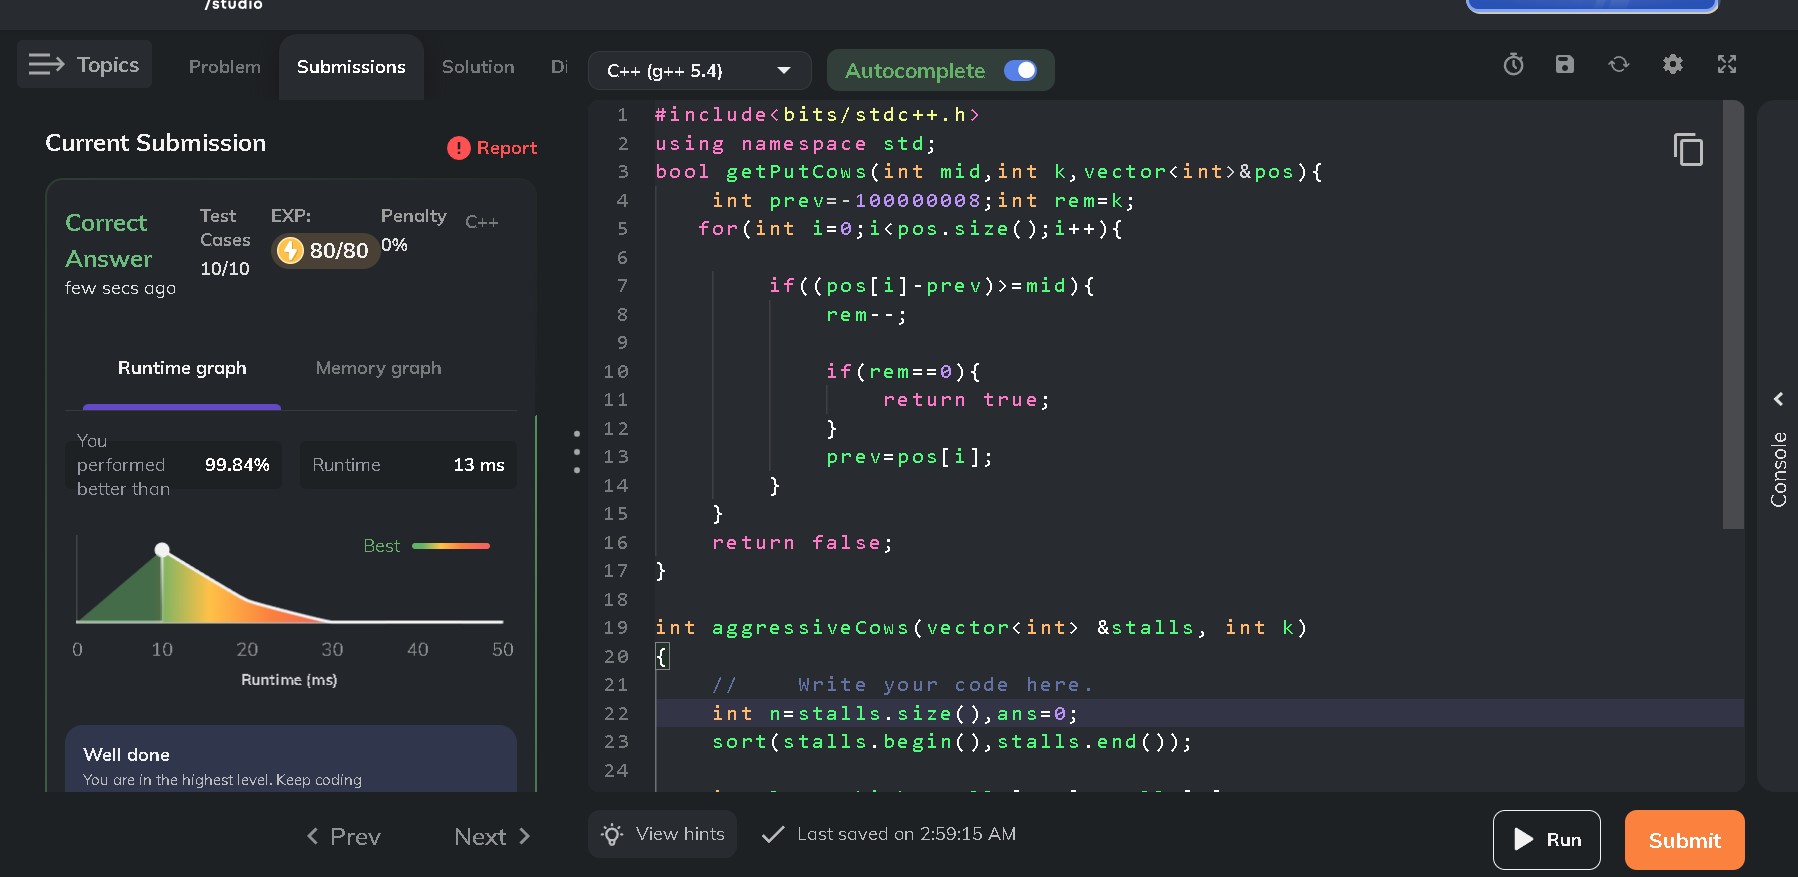 /studio
Topics
Problem
Submissions
Solution
Di
C++ (g++ 5.4)
Autocomplete
Current Submission
Report
Correct Answer
few secs ago
Test Cases
10/10
EXP:
80/80
Penalty
0%
C++
Runtime graph
Memory graph
You performed better than
99.84%
Runtime
13 ms
Best
0 10 20 30 40 50
Runtime (ms)
Well done
You are in the highest level. Keep coding
1 #include<bits/stdc++.h>
2 using namespace std;
3 bool getPutCows(int mid,int k,vector<int>&pos){
4 int prev=-100000008;int rem=k;
5 for(int i=0;i<pos.size();i++){
6
7 if((pos[i]-prev)>=mid){
8 rem--;
9
10 if(rem==0){
11 return true;
12 }
13 prev=pos[i];
14 }
15 }
16 return false;
17 }
18
19 int aggressiveCows(vector<int> &stalls, int k)
20 {
21 // Write your code here.
22 int n=stalls.size(),ans=0;
23 sort(stalls.begin(),stalls.end());
24
Console
Prev
Next
View hints
Last saved on 2:59:15 AM
Run
Submit